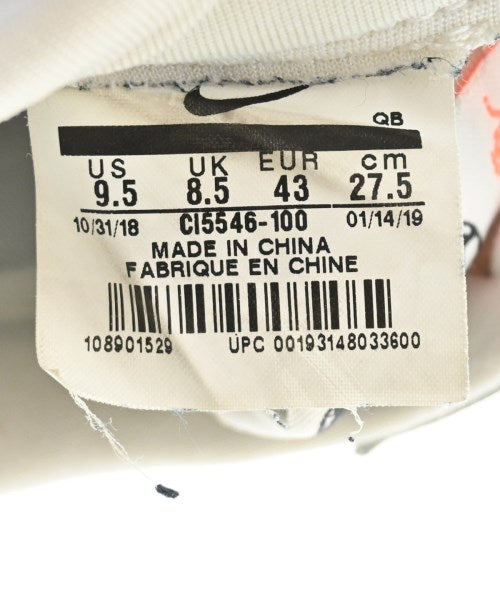 QB
US UK EUR cm
9.5 8.5 43 27.5
10/31/18 CI5546-100 01/14/19
MADE IN CHINA
FABRIQUE EN CHINE
108901529 UPC 00193148033600